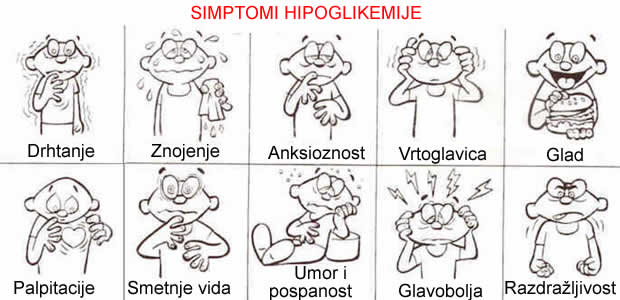 SIMPTOMI HIPOGLIKEMIJE
Drhtanje
Znojenje
Anksioznost
Vrtoglavica
Glad
Palpitacije
Smetnje vida
Umor i
pospanost
Glavobolja
Razdražljivost